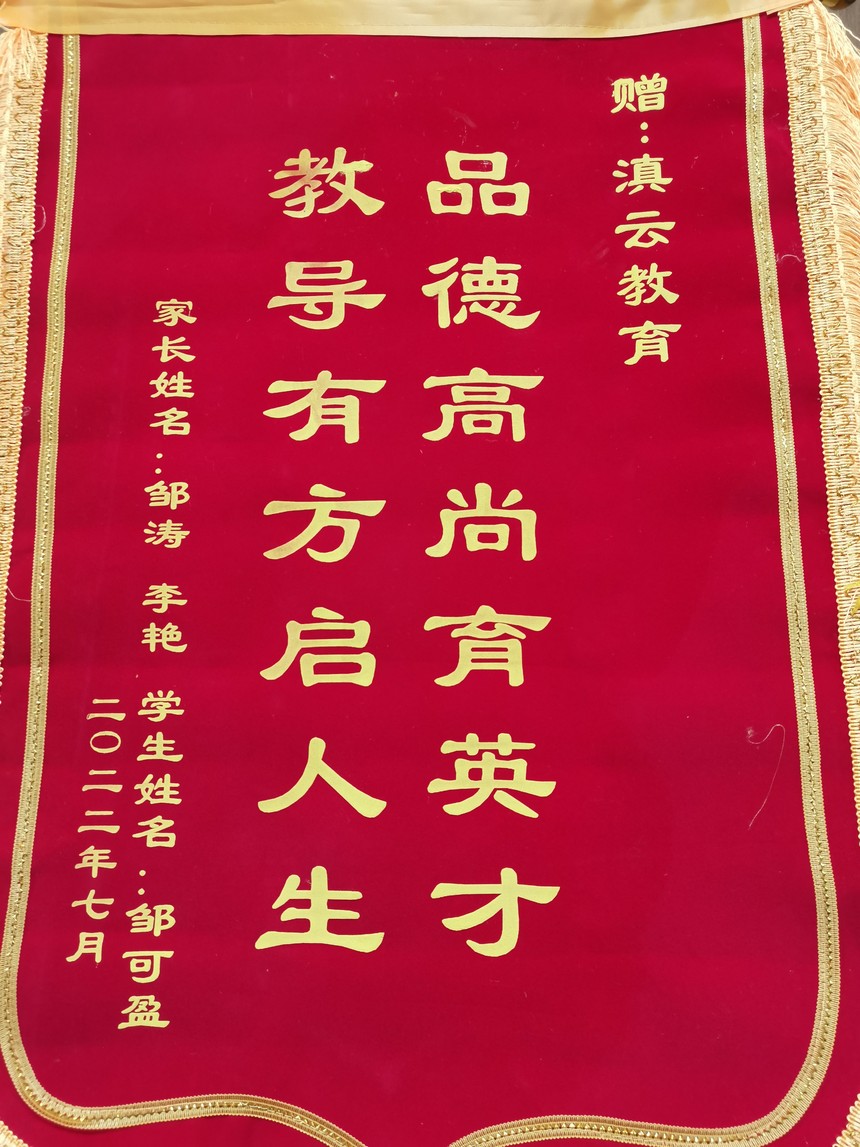 赠：滇云教育
品德高尚育英才
教导有方启人生
家长姓名：邹涛 李艳 学生姓名：邹可盈
二〇二二年七月